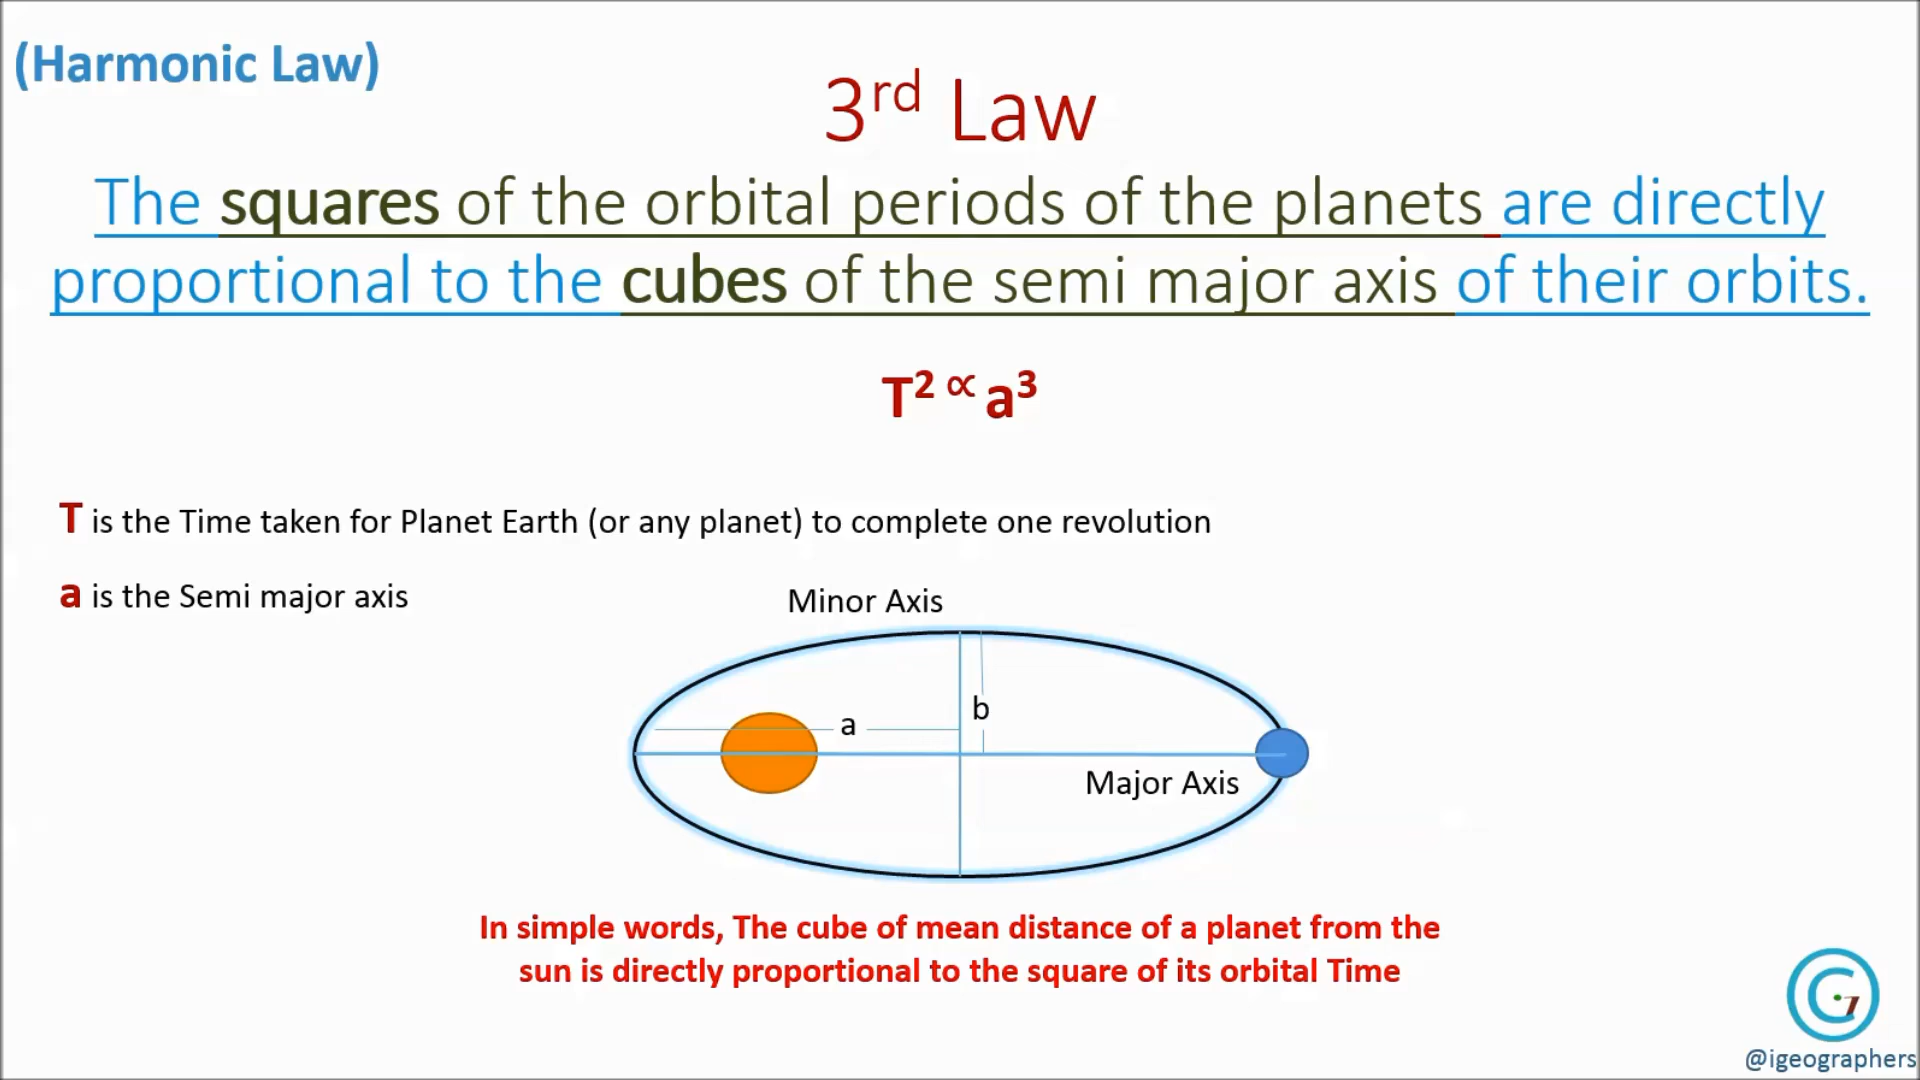 (Harmonic Law)
3rd Law
The squares of the orbital periods of the planets are directly
proportional to the cubes of the semi major axis of their orbits.
T² ∝ a³
T is the Time taken for Planet Earth (or any planet) to complete one revolution
a is the Semi major axis
Minor Axis
a
b
Major Axis
In simple words, The cube of mean distance of a planet from the
sun is directly proportional to the square of its orbital Time
@igeographers